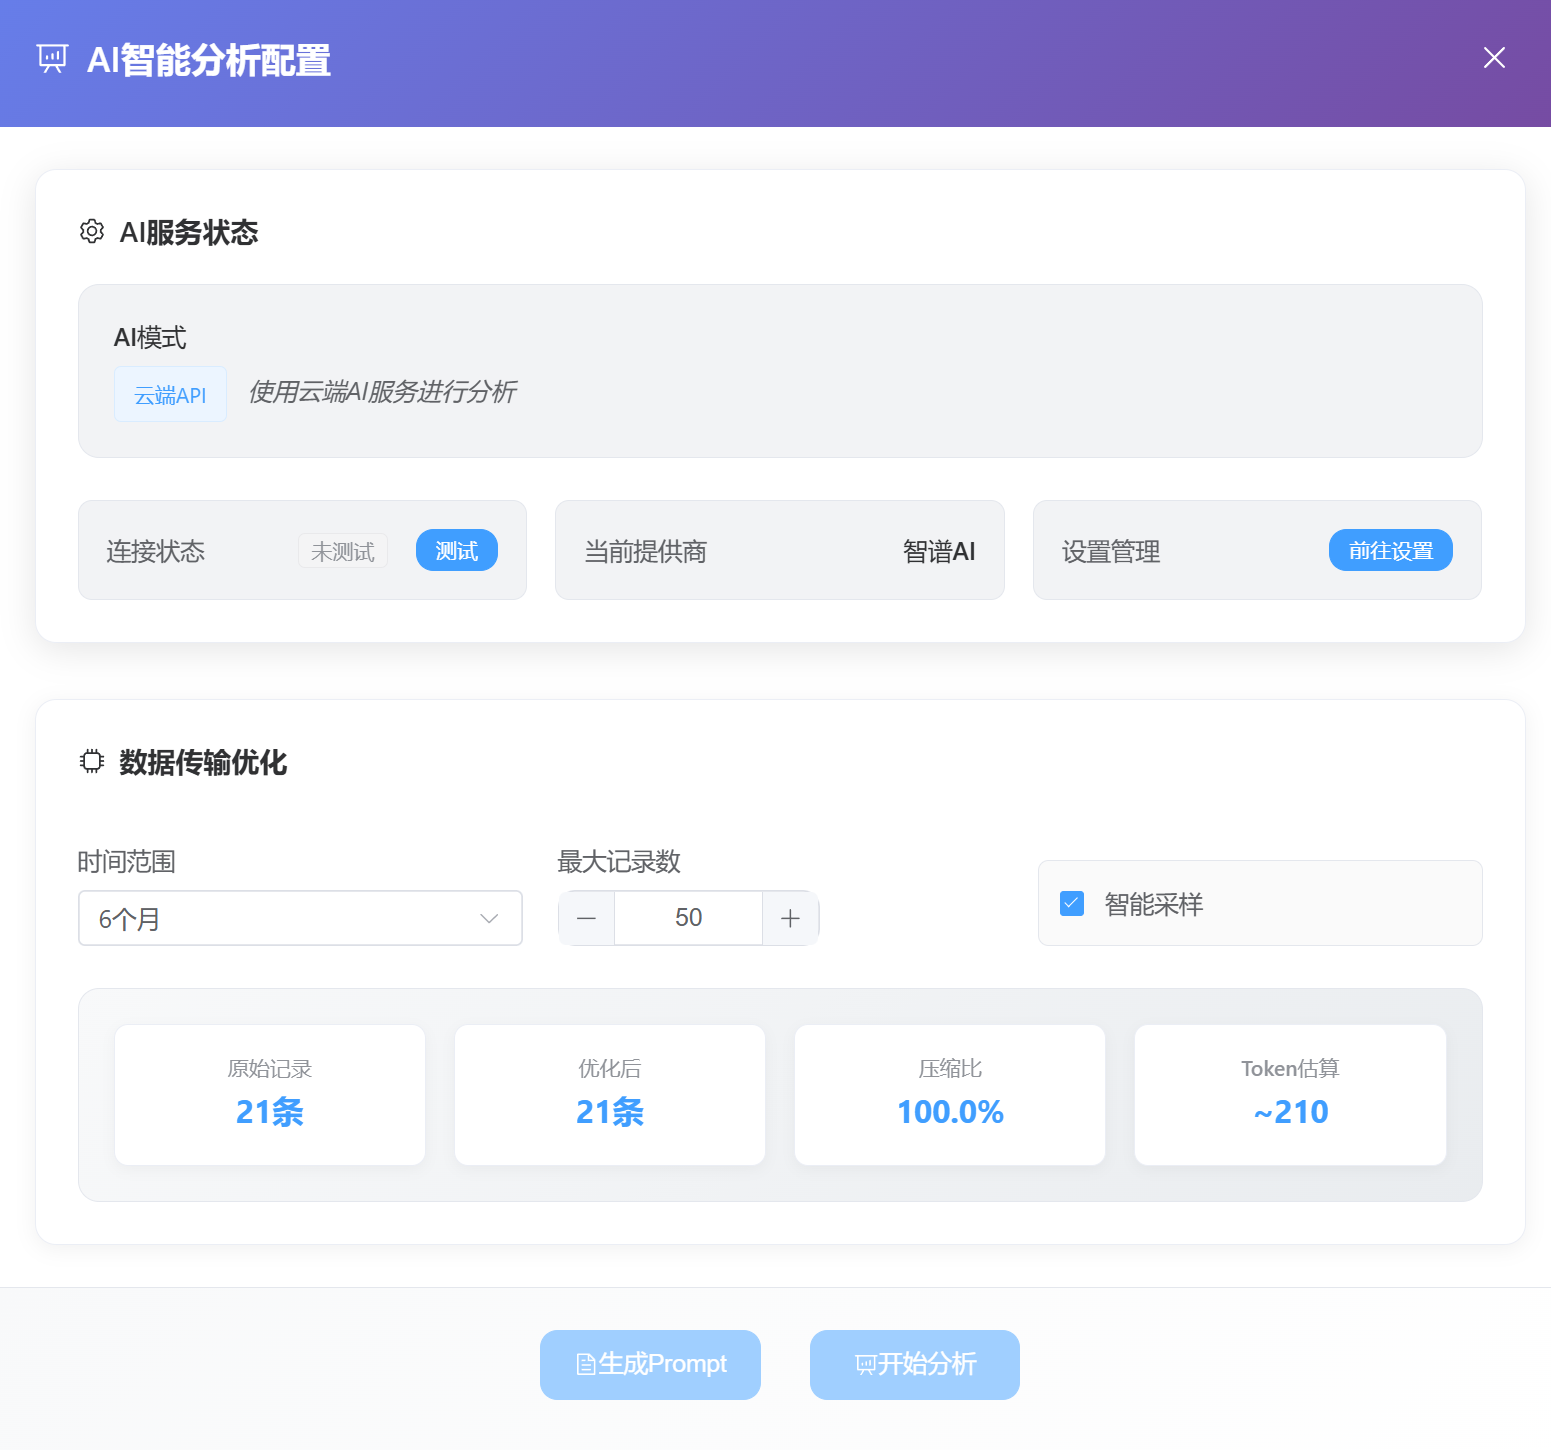 AI智能分析配置
AI服务状态
AI模式
云端API 使用云端AI服务进行分析
连接状态 未测试 测试 当前提供商 智谱AI 设置管理 前往设置
数据传输优化
时间范围 最大记录数
6个月 50 智能采样
原始记录 优化后 压缩比 Token估算
21条 21条 100.0% ~210
生成Prompt 开始分析